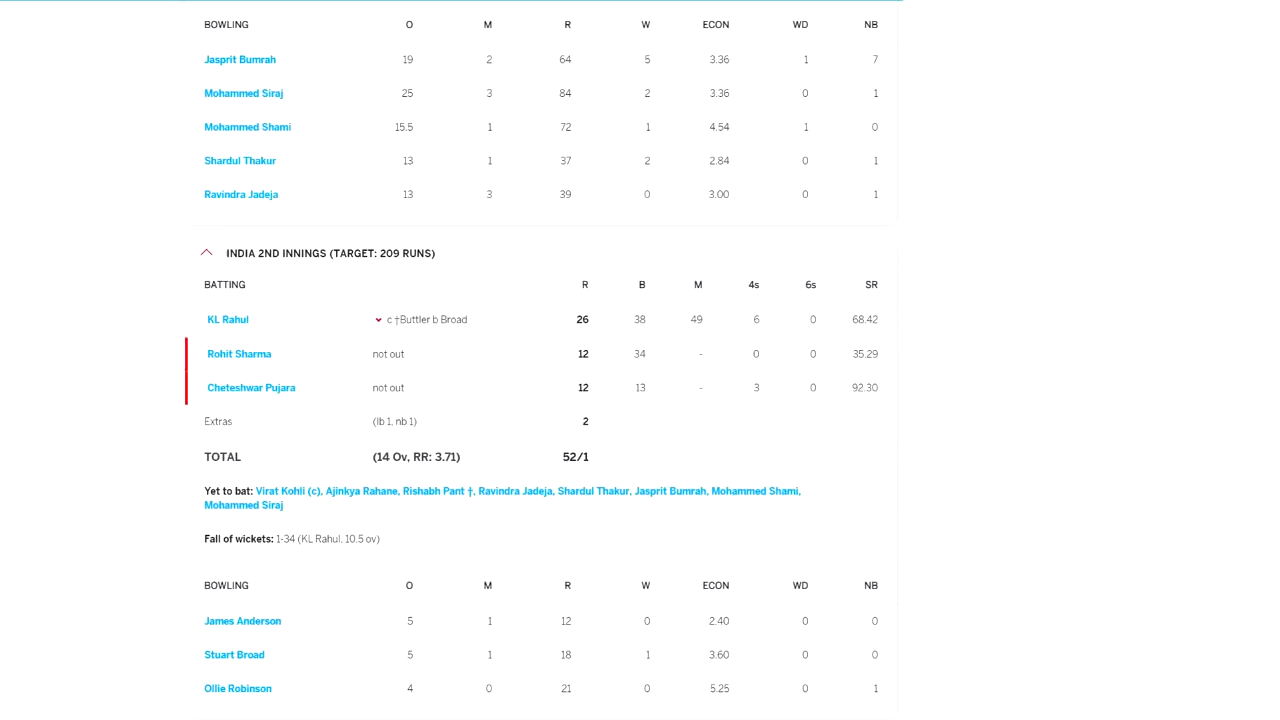 BOWLING O M R W ECON WD NB
Jasprit Bumrah 19 2 64 5 3.36 1 7
Mohammed Siraj 25 3 84 2 3.36 0 1
Mohammed Shami 15.5 1 72 1 4.54 1 0
Shardul Thakur 13 1 37 2 2.84 0 1
Ravindra Jadeja 13 3 39 0 3.00 0 1
INDIA 2ND INNINGS (TARGET: 209 RUNS)
BATTING R B M 4s 6s SR
KL Rahul c †Buttler b Broad 26 38 49 6 0 68.42
Rohit Sharma not out 12 34 - 0 0 35.29
Cheteshwar Pujara not out 12 13 - 3 0 92.30
Extras (lb 1, nb 1) 2
TOTAL (14 Ov, RR: 3.71) 52/1
Yet to bat: Virat Kohli (c), Ajinkya Rahane, Rishabh Pant †, Ravindra Jadeja, Shardul Thakur, Jasprit Bumrah, Mohammed Shami,
Mohammed Siraj
Fall of wickets: 1-34 (KL Rahul, 10.5 ov)
BOWLING O M R W ECON WD NB
James Anderson 5 1 12 0 2.40 0 0
Stuart Broad 5 1 18 1 3.60 0 0
Ollie Robinson 4 0 21 0 5.25 0 1